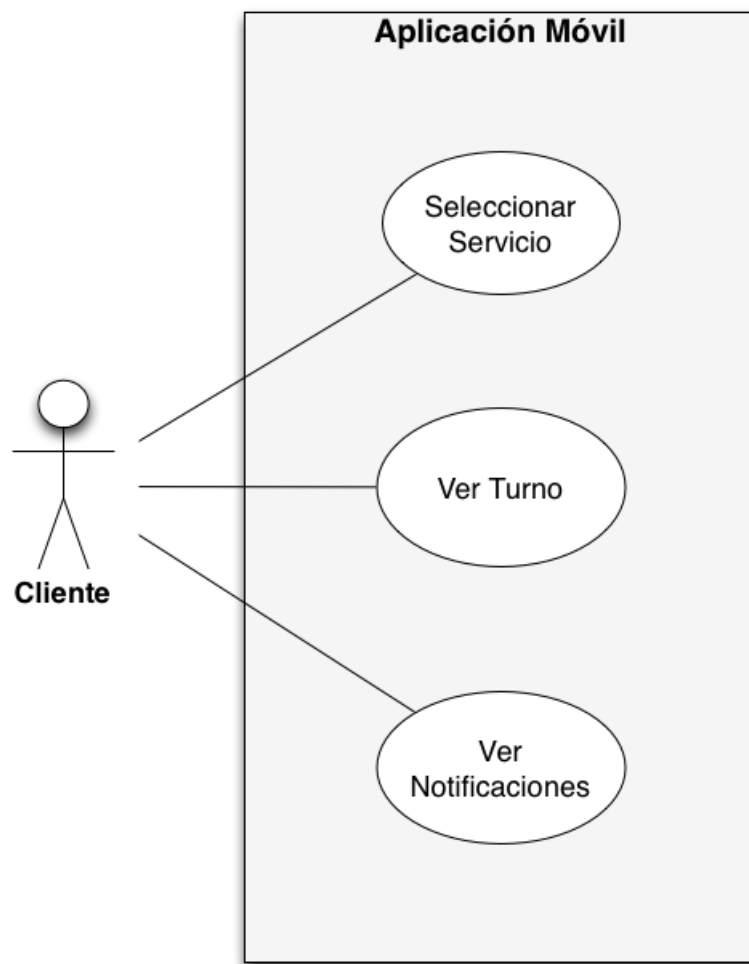 Aplicación Móvil
Seleccionar
Servicio
Ver Turno
Cliente
Ver
Notificaciones